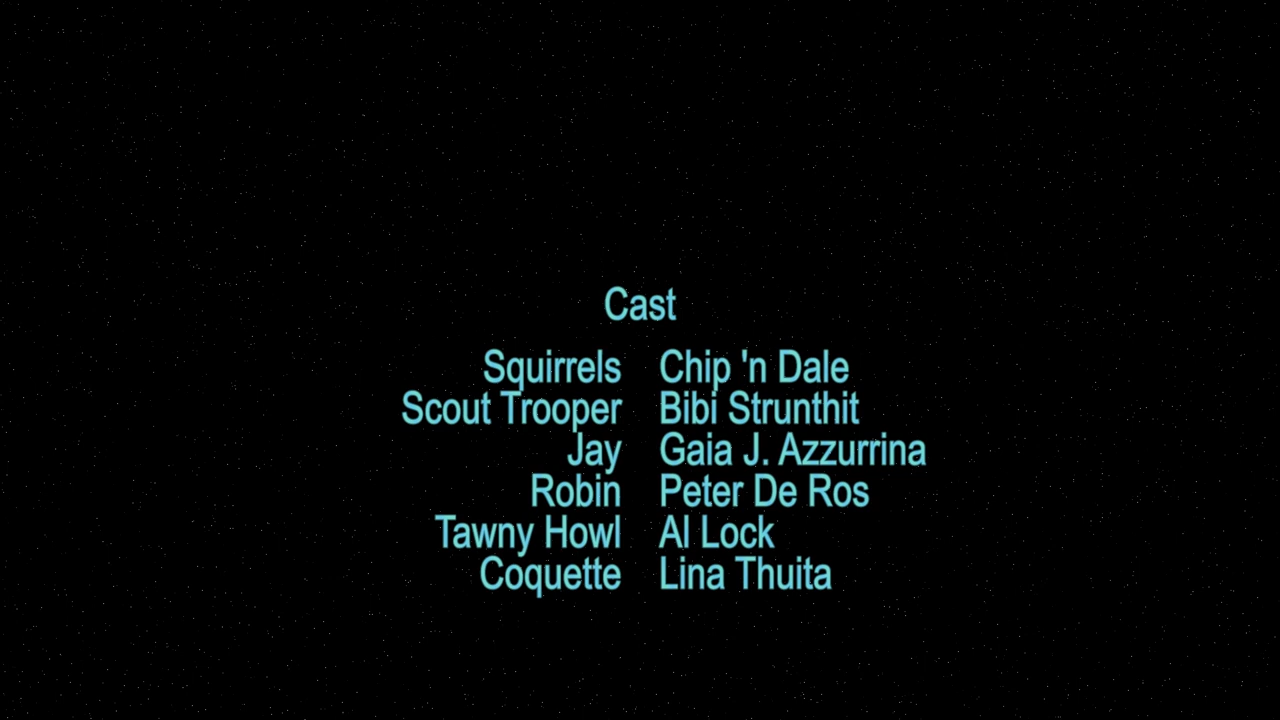 Cast
Squirrels Chip 'n Dale
Scout Trooper Bibi Strunthit
Jay Gaia J. Azzurrina
Robin Peter De Ros
Tawny Howl Al Lock
Coquette Lina Thuita